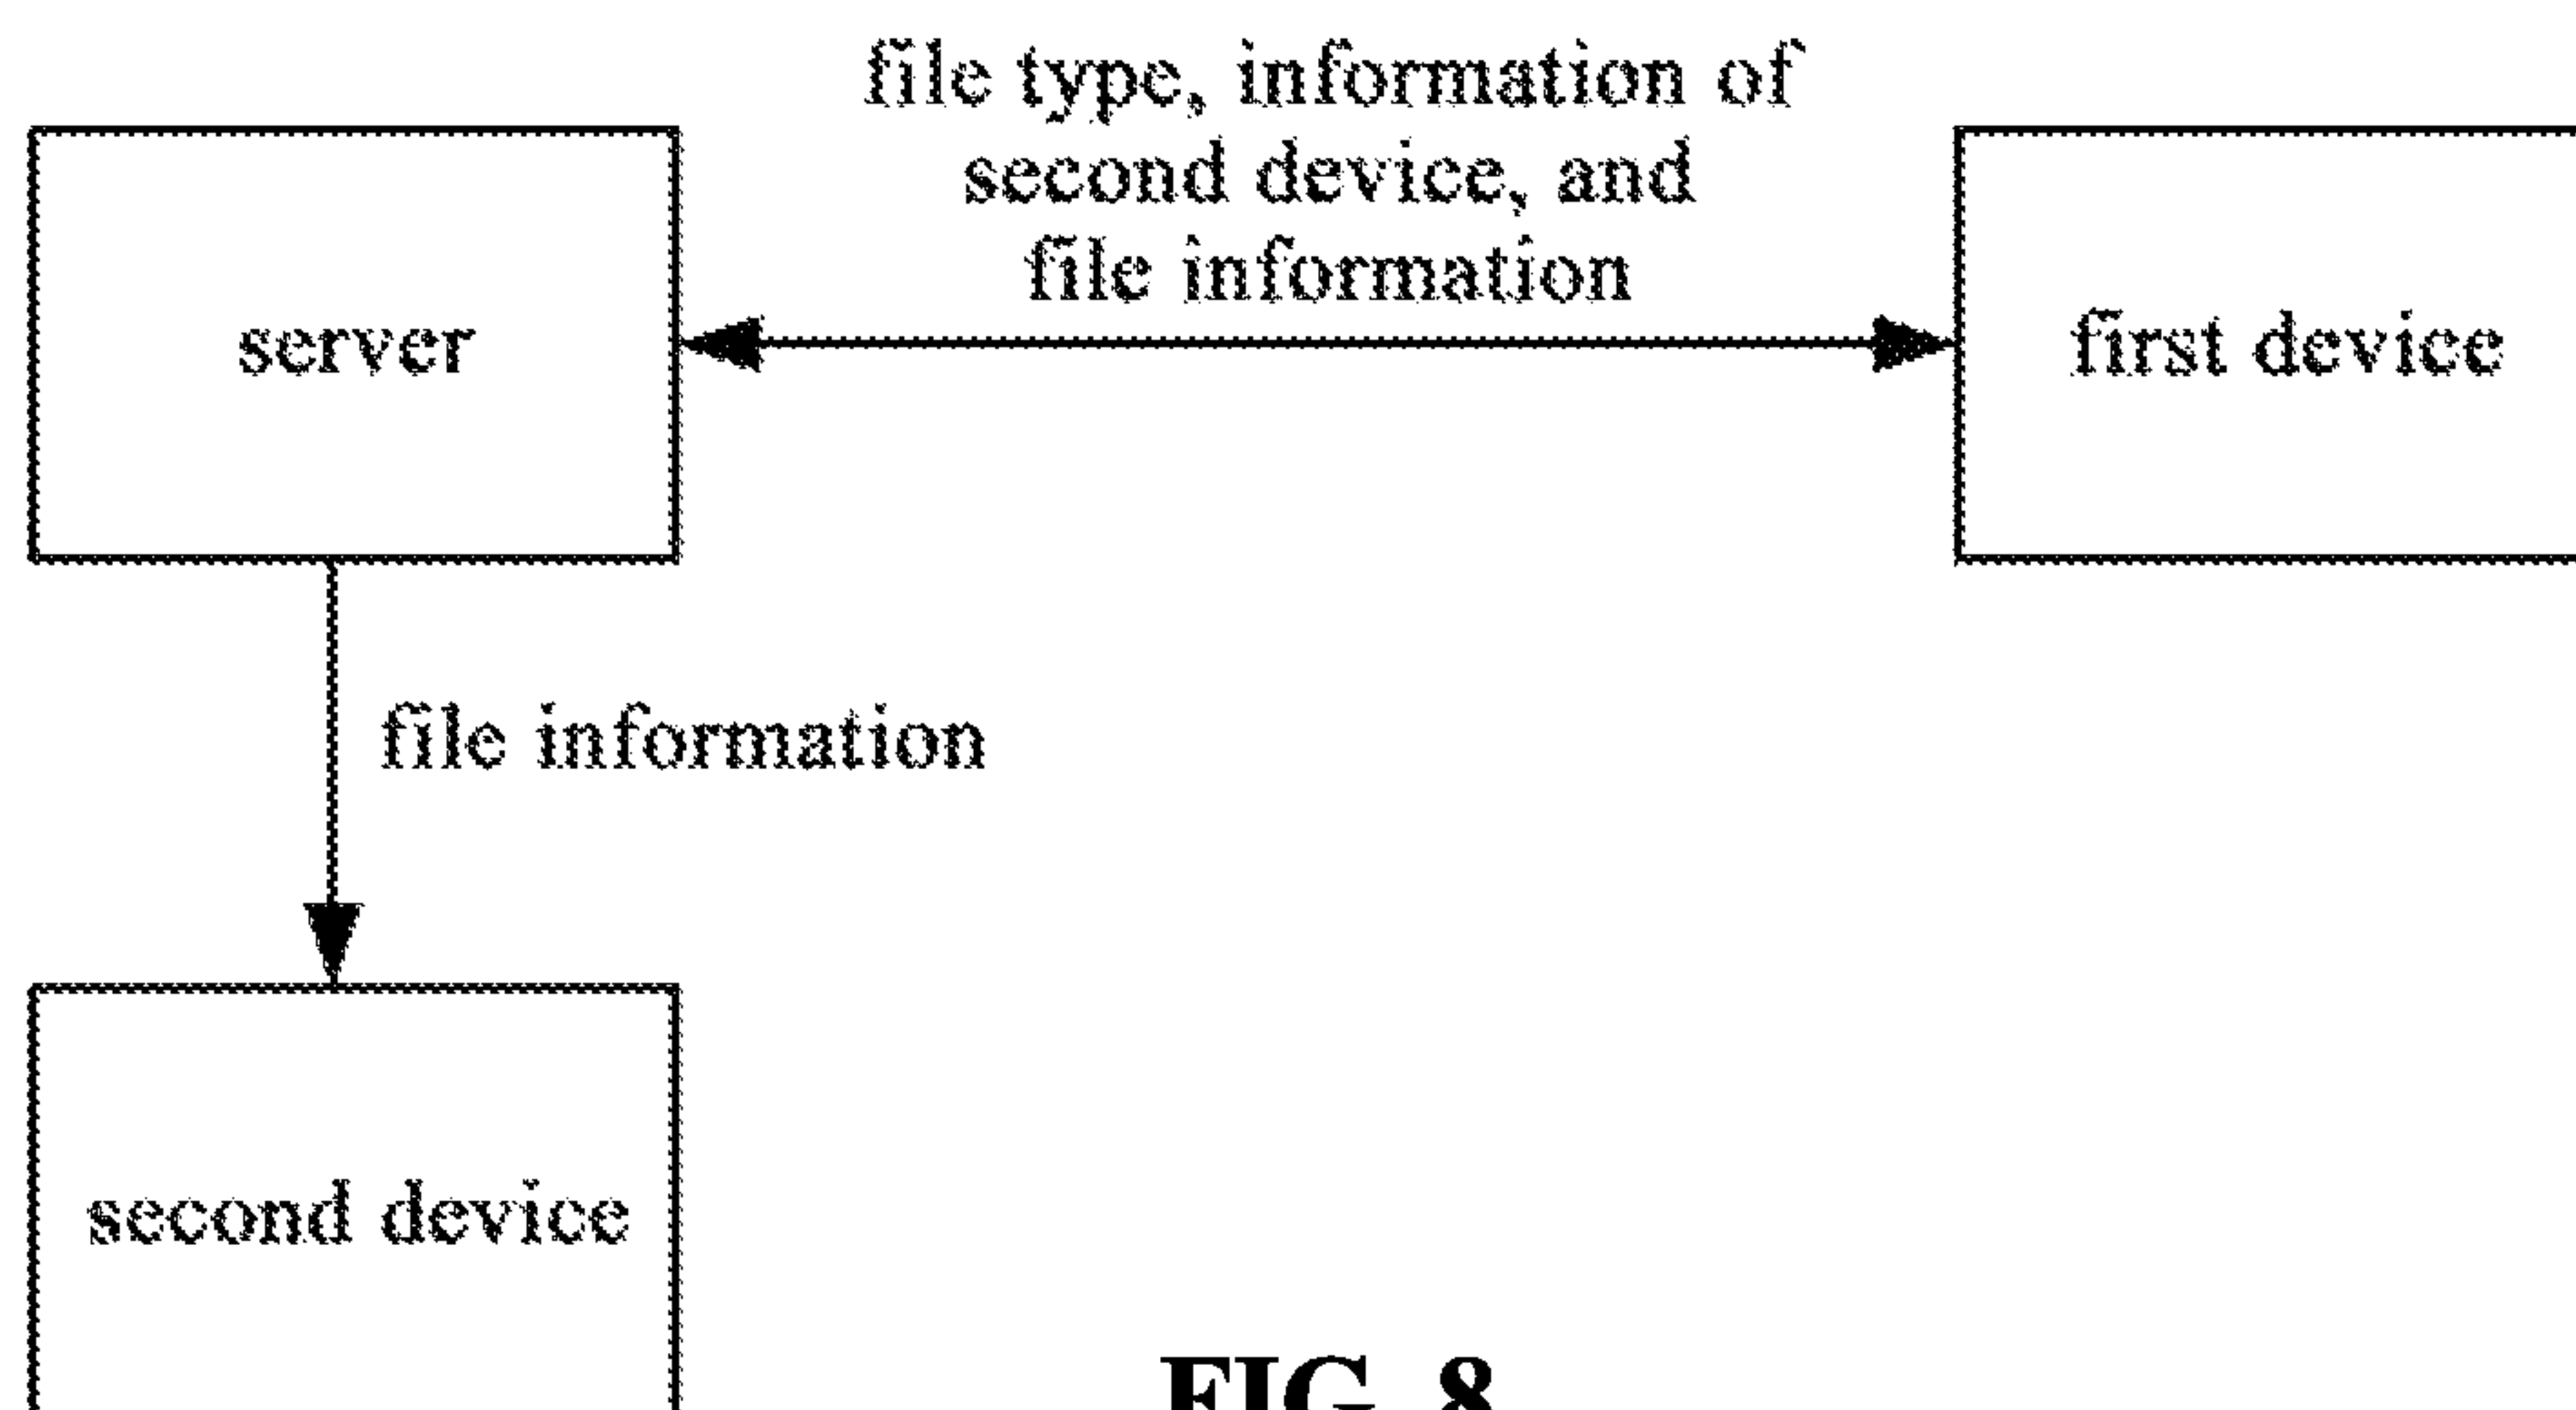 file type, information of
second device, and
file information
server
first device
file information
second device
FIG. 8